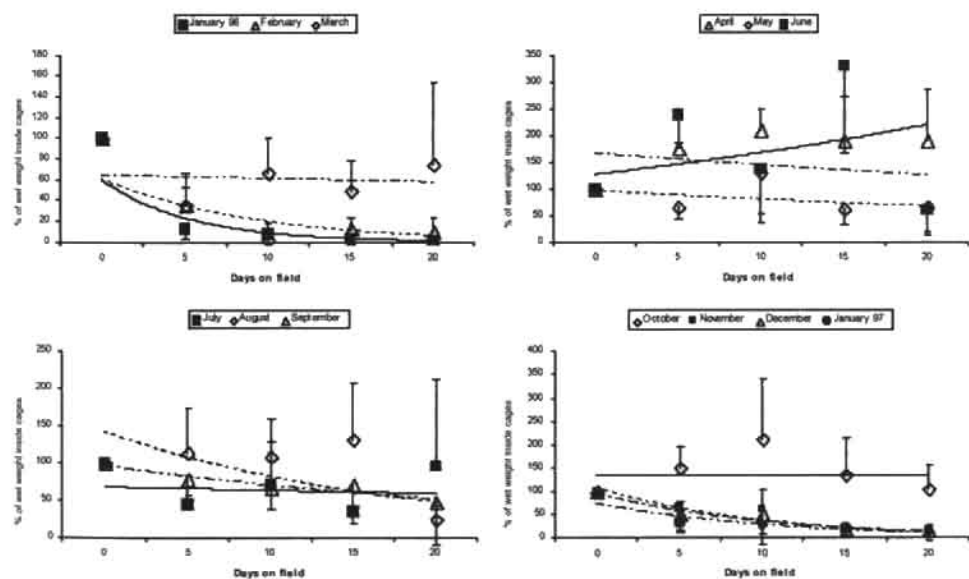 January 96 February March
180
160
140
120
100
80
60
40
20
0
% of wet weight inside cages
0 5 10 15 20
Days on field
April May June
350
300
250
200
150
100
50
0
% of wet weight inside cages
0 5 10 15 20
Days on field
July August September
250
200
150
100
50
0
% of wet weight inside cages
0 5 10 15 20
Days on field
October November December January 97
400
350
300
250
200
150
100
50
0
% of wet weight inside cages
0 5 10 15 20
Days on field